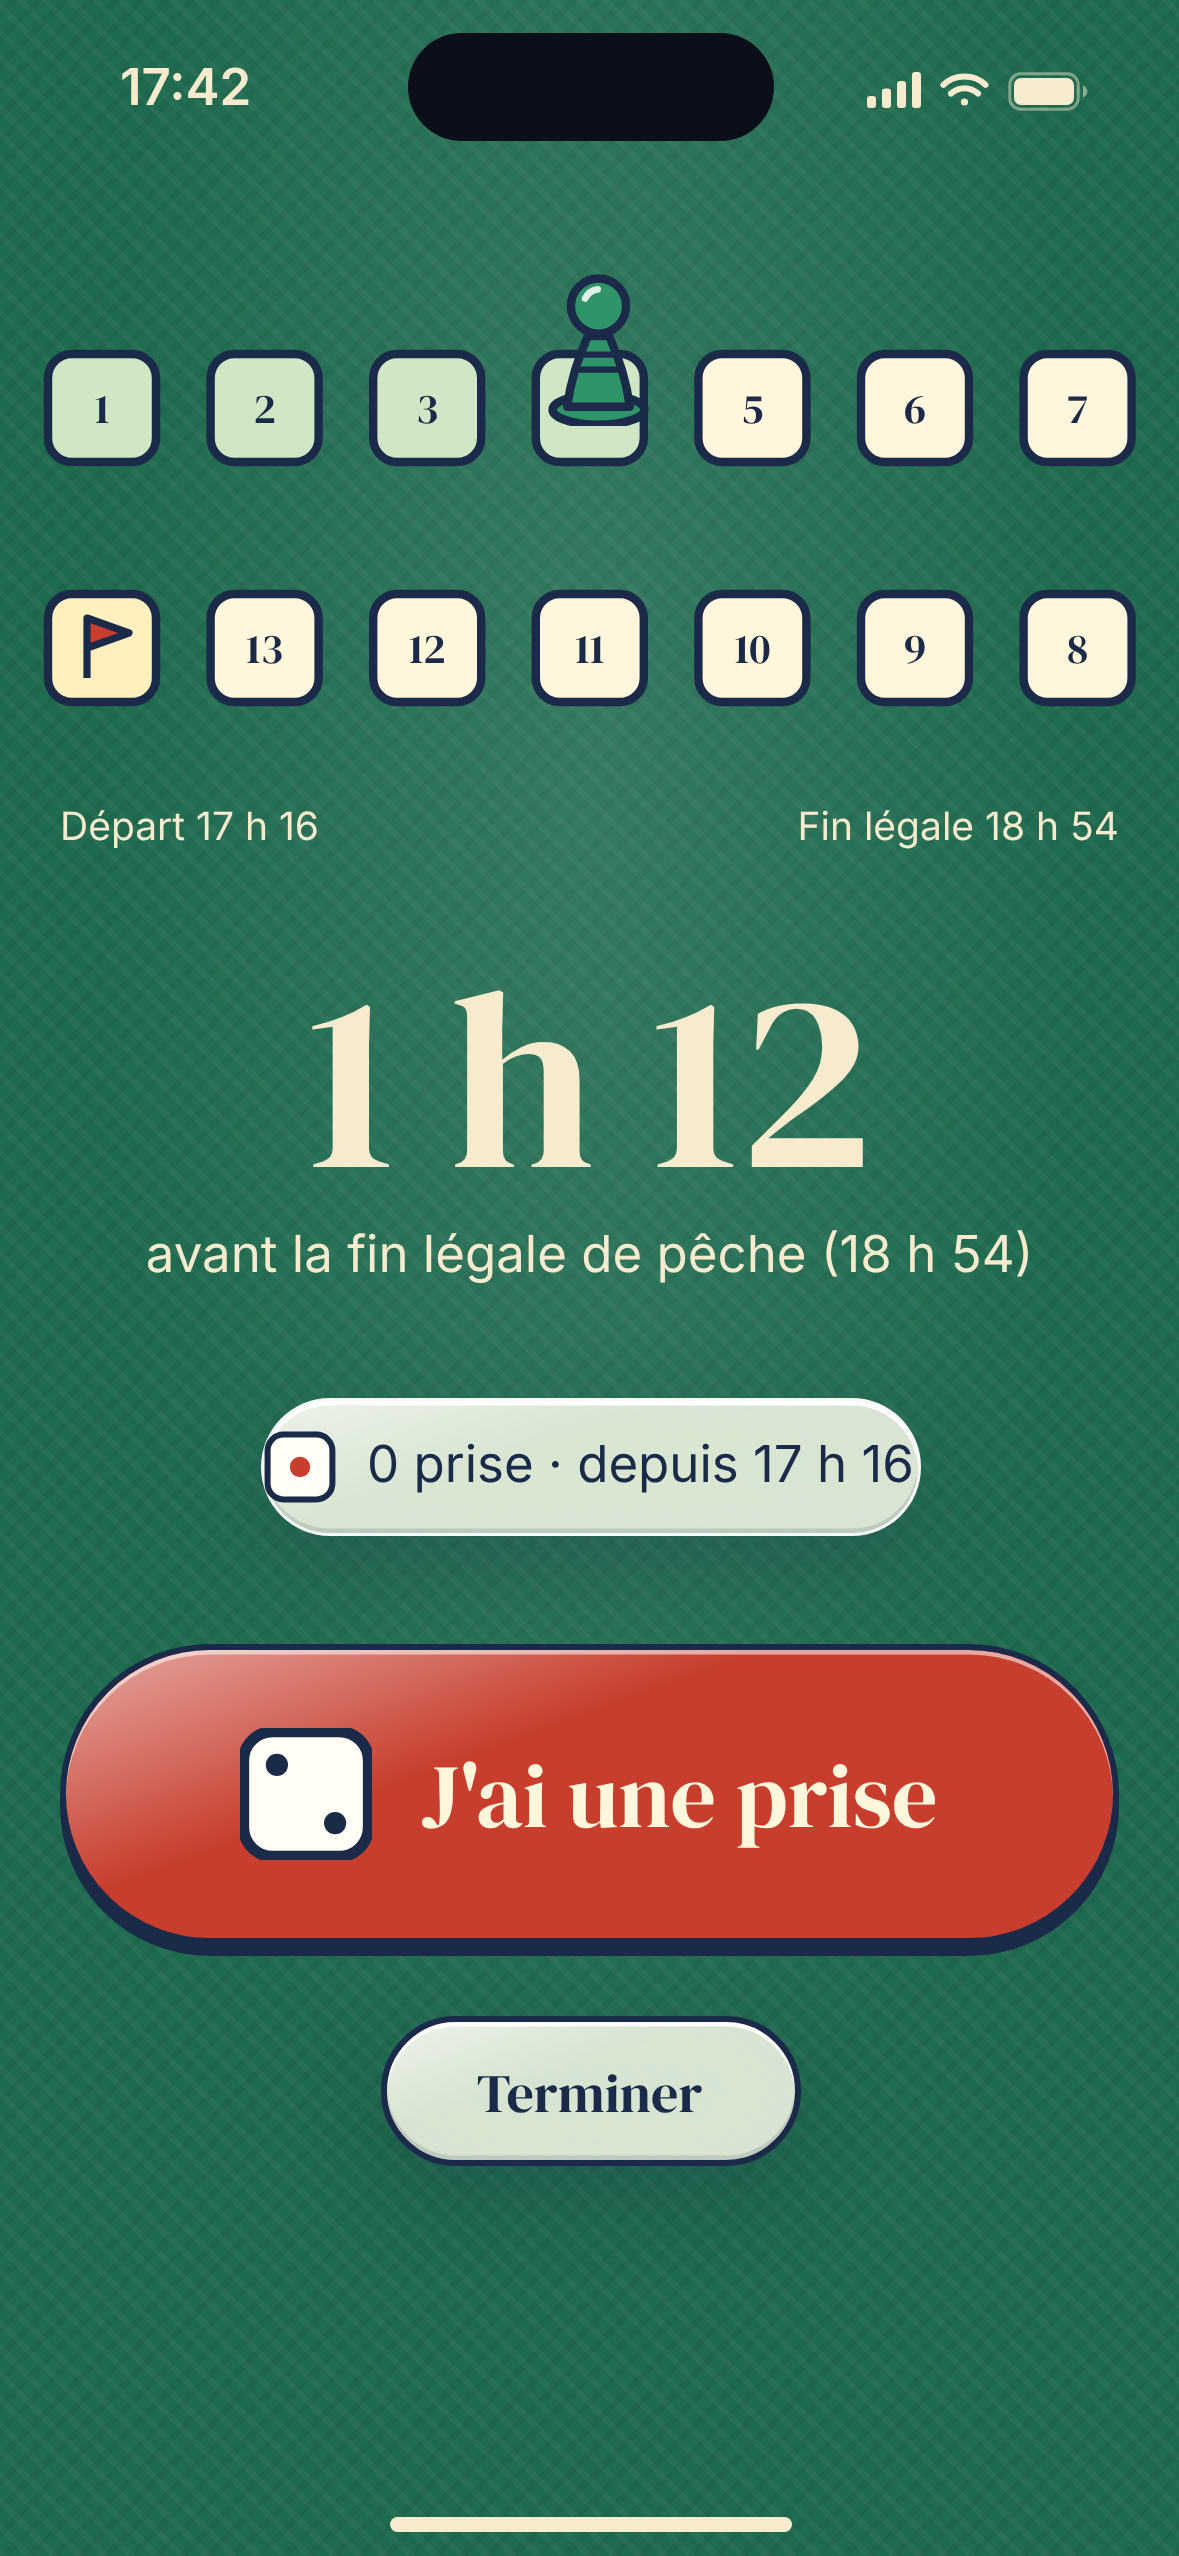 17:42
1 2 3 5 6 7
13 12 11 10 9 8
Départ 17 h 16 Fin légale 18 h 54
1 h 12
avant la fin légale de pêche (18 h 54)
0 prise · depuis 17 h 16
J'ai une prise
Terminer